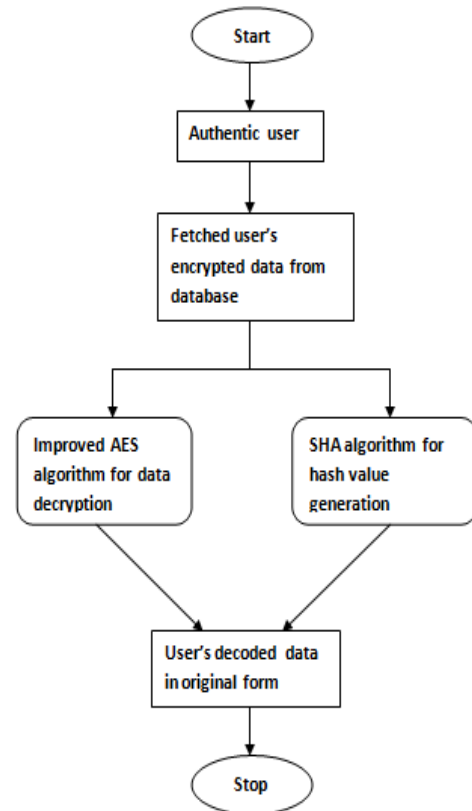 Start
Authentic user
Fetched user's
encrypted data from
database
Improved AES
algorithm for data
decryption
SHA algorithm for
hash value
generation
User's decoded data
in original form
Stop